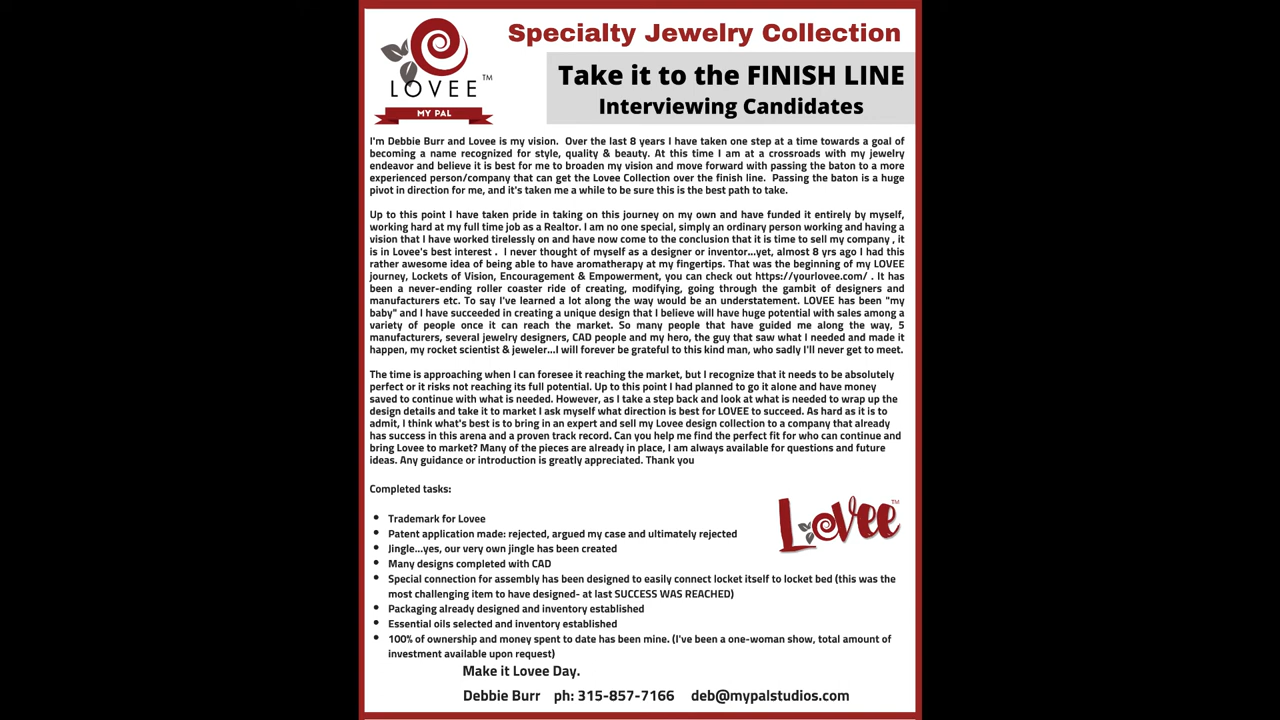 LOVEE ™
MY PAL
Specialty Jewelry Collection
Take it to the FINISH LINE
Interviewing Candidates
I'm Debbie Burr and Lovee is my vision. Over the last 8 years I have taken one step at a time towards a goal of
becoming a name recognized for style, quality & beauty. At this time I am at a crossroads with my jewelry
endeavor and believe it is best for me to broaden my vision and move forward with passing the baton to a more
experienced person/company that can get the Lovee Collection over the finish line. Passing the baton is a huge
pivot in direction for me, and it's taken me a while to be sure this is the best path to take.
Up to this point I have taken pride in taking on this journey on my own and have funded it entirely by myself,
working hard at my full time job as a Realtor. I am no one special, simply an ordinary person working and having a
vision that I have worked tirelessly on and have now come to the conclusion that it is time to sell my company , it
is in Lovee's best interest . I never thought of myself as a designer or inventor...yet, almost 8 yrs ago I had this
rather awesome idea of being able to have aromatherapy at my fingertips. That was the beginning of my LOVEE
journey, Lockets of Vision, Encouragement & Empowerment, you can check out https://yourlovee.com/ . It has
been a never-ending roller coaster ride of creating, modifying, going through the gambit of designers and
manufacturers etc. To say I've learned a lot along the way would be an understatement. LOVEE has been "my
baby" and I have succeeded in creating a unique design that I believe will have huge potential with sales among a
variety of people once it can reach the market. So many people that have guided me along the way, 5
manufacturers, several jewelry designers, CAD people and my hero, the guy that saw what I needed and made it
happen, my rocket scientist & jeweler...I will forever be grateful to this kind man, who sadly I'll never get to meet.
The time is approaching when I can foresee it reaching the market, but I recognize that it needs to be absolutely
perfect or it risks not reaching its full potential. Up to this point I had planned to go it alone and have money
saved to continue with what is needed. However, as I take a step back and look at what is needed to wrap up the
design details and take it to market I ask myself what direction is best for LOVEE to succeed. As hard as it is to
admit, I think what's best is to bring in an expert and sell my Lovee design collection to a company that already
has success in this arena and a proven track record. Can you help me find the perfect fit for who can continue and
bring Lovee to market? Many of the pieces are already in place, I am always available for questions and future
ideas. Any guidance or introduction is greatly appreciated. Thank you
Completed tasks:
• Trademark for Lovee
• Patent application made: rejected, argued my case and ultimately rejected
• Jingle...yes, our very own jingle has been created
• Many designs completed with CAD
• Special connection for assembly has been designed to easily connect locket itself to locket bed (this was the
most challenging item to have designed- at last SUCCESS WAS REACHED)
• Packaging already designed and inventory established
• Essential oils selected and inventory established
• 100% of ownership and money spent to date has been mine. (I've been a one-woman show, total amount of
investment available upon request)
Lovee ™
Make it Lovee Day.
Debbie Burr ph: 315-857-7166 deb@mypalstudios.com